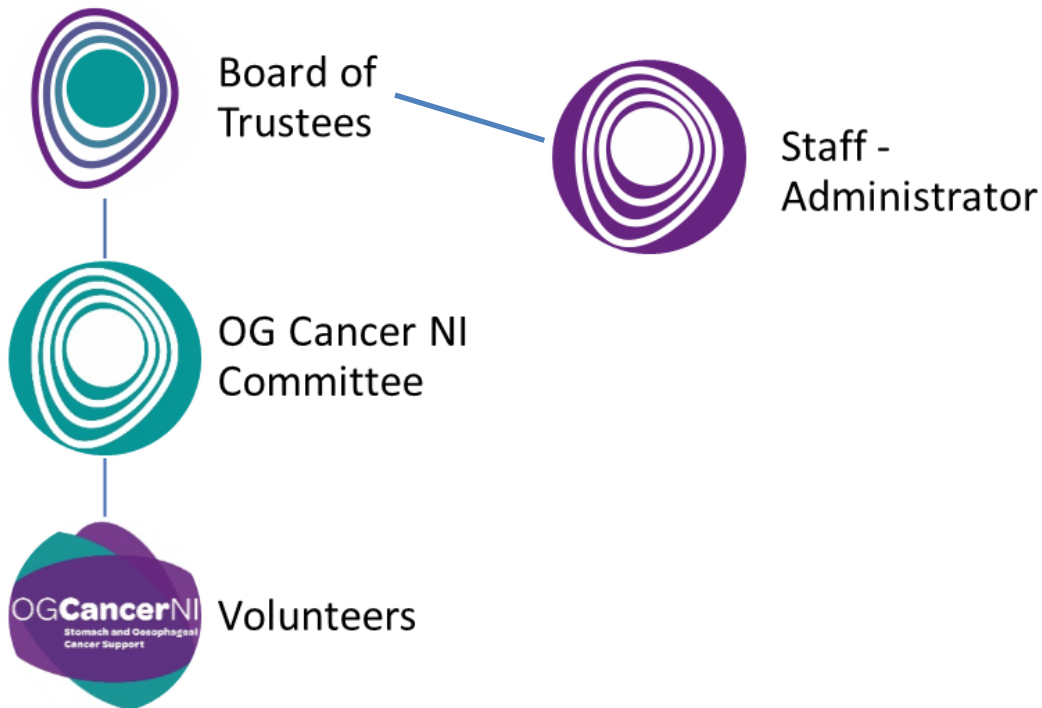 Board of
Trustees
Staff -
Administrator
OG Cancer NI
Committee
OGCancerNI
Stomach and Oesophageal
Cancer Support
Volunteers